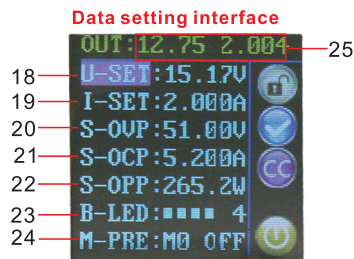 Data setting interface
OUT:12.75 2.004 25
18 U-SET:15.17V
19 I-SET:2.000A
20 S-OVP:51.00V
21 S-OCP:5.200A
CC
22 S-OPP:265.2W
23 B-LED:▪▪▪▪ 4
24 M-PRE:M0 OFF